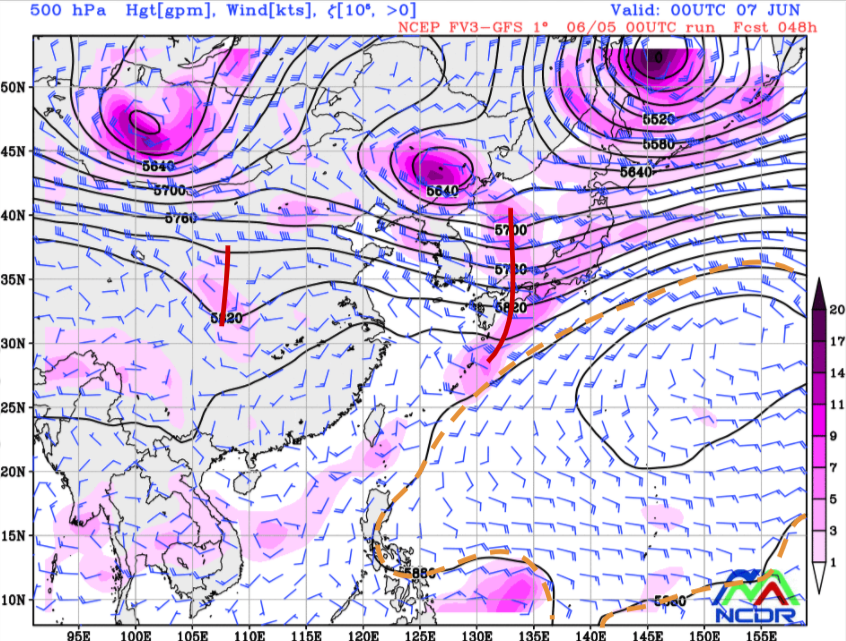 500 hPa Hgt[gpm], Wind[kts], ζ[10⁶, >0] Valid: 00UTC 07 JUN
NCEP FV3-GFS 1° 06/05 00UTC run Fcst 048h
50N
5520
5580
45N
5640
5640
5640
5700
40N
5760
5700
35N
5820
5820
20
30N
17
14
25N
11
9
20N
7
5
15N
3
5880
1
10N
5880
NCDR
95E 100E 105E 110E 115E 120E 125E 130E 135E 140E 145E 150E 155E